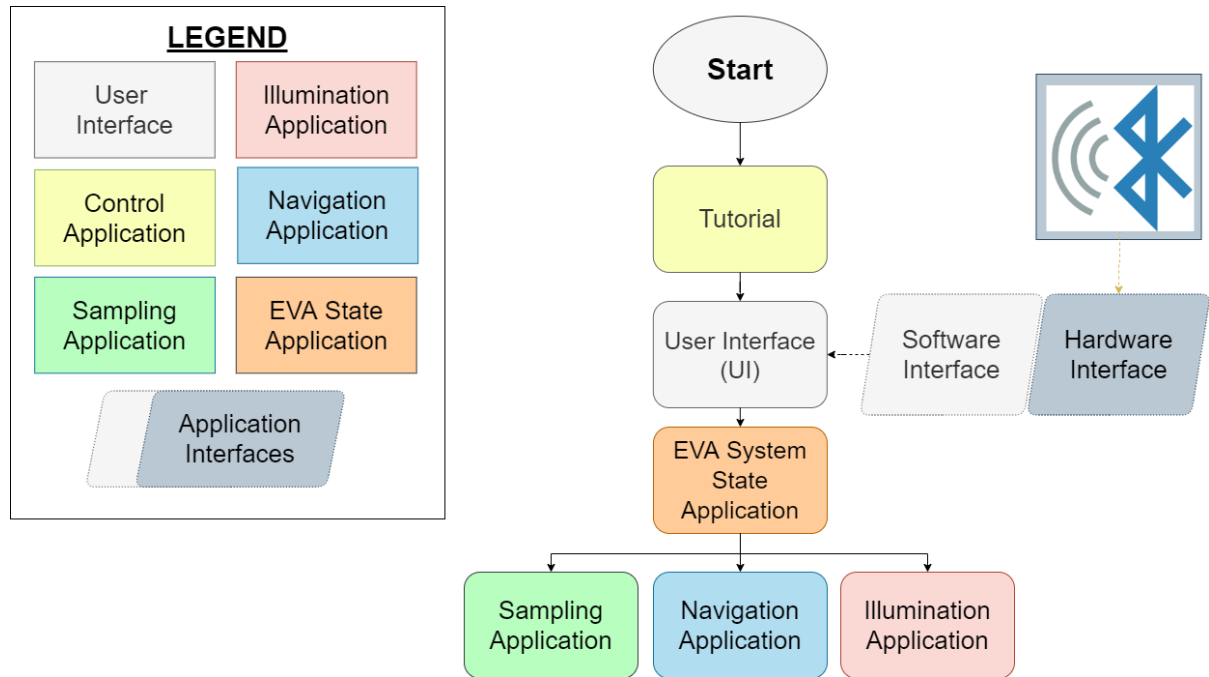 LEGEND
User
Interface
Illumination
Application
Control
Application
Navigation
Application
Sampling
Application
EVA State
Application
Application
Interfaces
Start
Tutorial
User Interface
(UI)
Software
Interface
Hardware
Interface
EVA System
State
Application
Sampling
Application
Navigation
Application
Illumination
Application